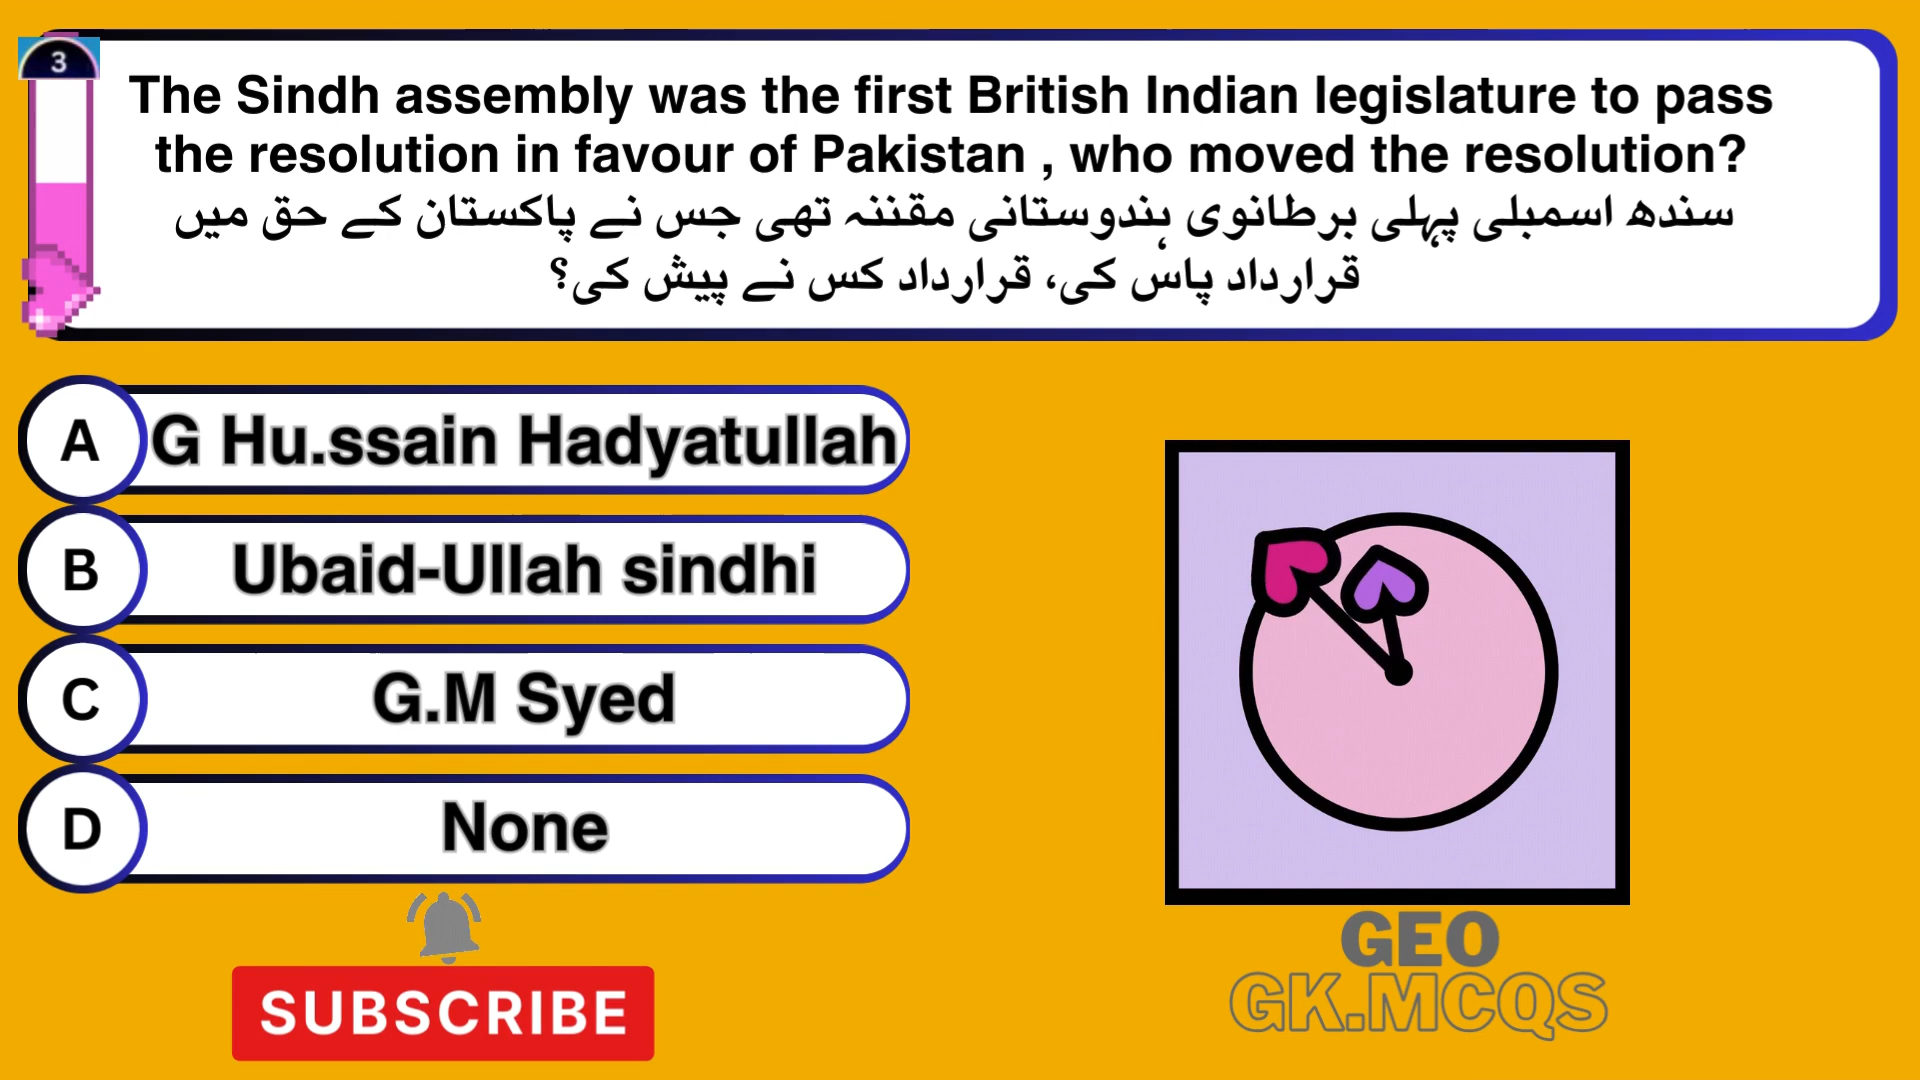 3
The Sindh assembly was the first British Indian legislature to pass
the resolution in favour of Pakistan , who moved the resolution?
سندھ اسمبلی پہلی برطانوی ہندوستانی مقننہ تھی جس نے پاکستان کے حق میں
قرارداد پاس کی، قرارداد کس نے پیش کی؟
A G Hu.ssain Hadyatullah
B Ubaid-Ullah sindhi
C G.M Syed
D None
SUBSCRIBE
GEO
GK.MCQS